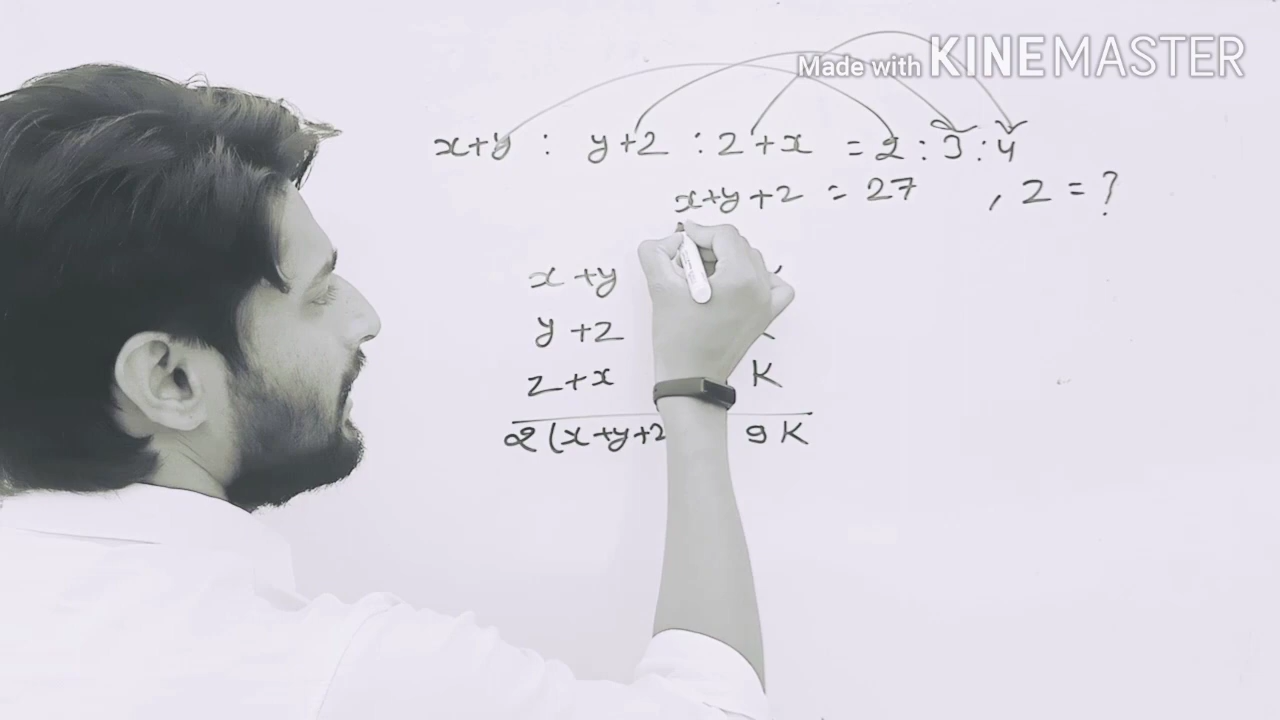 Made with KINEMASTER
x+y : y+z : z+x = 2 : 3 : 4
x+y+z = 27 , z = ?
x+y
y+z
z+x K
2(x+y+z 9K